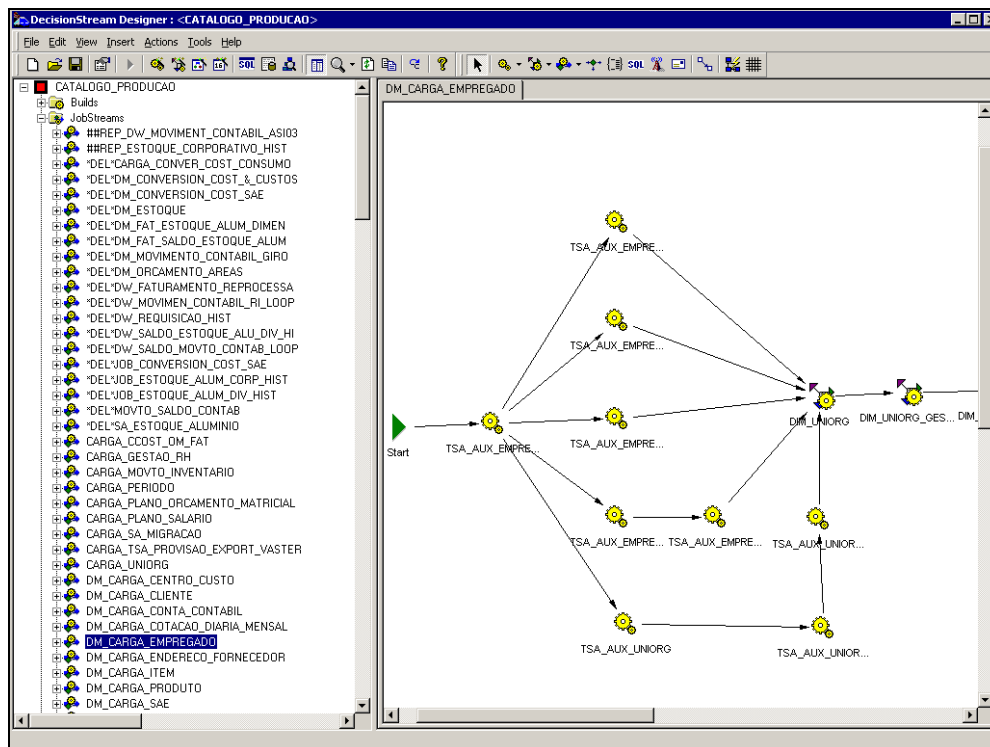 DecisionStream Designer : <CATALOGO_PRODUCAO>
File Edit View Insert Actions Tools Help
SQL SQL
CATALOGO_PRODUCAO
Builds
JobStreams
##REP_DW_MOVIMENT_CONTABIL_ASI03
##REP_ESTOQUE_CORPORATIVO_HIST
*DEL*CARGA_CONVER_COST_CONSUMO
*DEL*DM_CONVERSION_COST_&_CUSTOS
*DEL*DM_CONVERSION_COST_SAE
*DEL*DM_ESTOQUE
*DEL*DM_FAT_ESTOQUE_ALUM_DIMEN
*DEL*DM_FAT_SALDO_ESTOQUE_ALUM
*DEL*DM_MOVIMENTO_CONTABIL_GIRO
*DEL*DM_ORCAMENTO_AREAS
*DEL*DW_FATURAMENTO_REPROCESSA
*DEL*DW_MOVIMEN_CONTABIL_RI_LOOP
*DEL*DW_REQUISICAO_HIST
*DEL*DW_SALDO_ESTOQUE_ALU_DIV_HI
*DEL*DW_SALDO_MOVTO_CONTAB_LOOP
*DEL*JOB_CONVERSION_COST_SAE
*DEL*JOB_ESTOQUE_ALUM_CORP_HIST
*DEL*JOB_ESTOQUE_ALUM_DIV_HIST
*DEL*MOVTO_SALDO_CONTAB
*DEL*SA_ESTOQUE_ALUMINIO
CARGA_CCOST_OM_FAT
CARGA_GESTAO_RH
CARGA_MOVTO_INVENTARIO
CARGA_PERIODO
CARGA_PLANO_ORCAMENTO_MATRICIAL
CARGA_PLANO_SALARIO
CARGA_SA_MIGRACAO
CARGA_TSA_PROVISAO_EXPORT_VASTER
CARGA_UNIORG
DM_CARGA_CENTRO_CUSTO
DM_CARGA_CLIENTE
DM_CARGA_CONTA_CONTABIL
DM_CARGA_COTACAO_DIARIA_MENSAL
DM_CARGA_EMPREGADO
DM_CARGA_ENDERECO_FORNECEDOR
DM_CARGA_ITEM
DM_CARGA_PRODUTO
DM_CARGA_SAE
DM_CARGA_EMPREGADO
TSA_AUX_EMPRE...
TSA_AUX_EMPRE...
DIM_UNIORG DIM_UNIORG_GES... DIM_
Start TSA_AUX_EMPRE... TSA_AUX_EMPRE...
TSA_AUX_EMPRE... TSA_AUX_EMPRE... TSA_AUX_UNIOR...
TSA_AUX_UNIORG TSA_AUX_UNIOR...